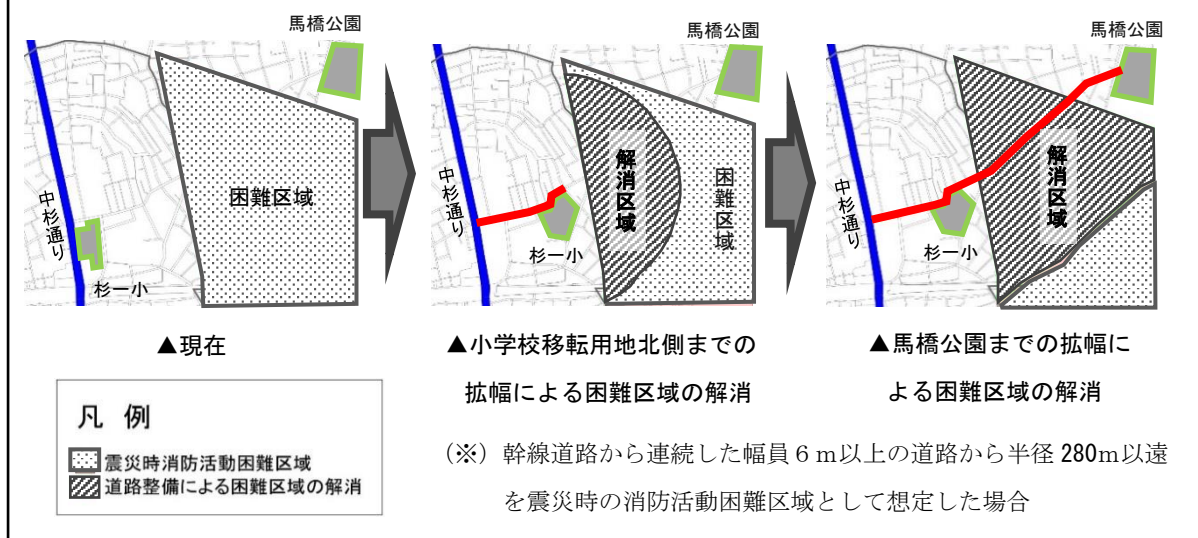 馬橋公園
困難区域
中杉通り
杉一小
▲現在
馬橋公園
解消区域
困難区域
中杉通り
杉一小
▲小学校移転用地北側までの
拡幅による困難区域の解消
馬橋公園
解消区域
中杉通り
杉一小
▲馬橋公園までの拡幅に
よる困難区域の解消
凡 例
震災時消防活動困難区域
道路整備による困難区域の解消
(※)幹線道路から連続した幅員6m以上の道路から半径280m以遠
を震災時の消防活動困難区域として想定した場合